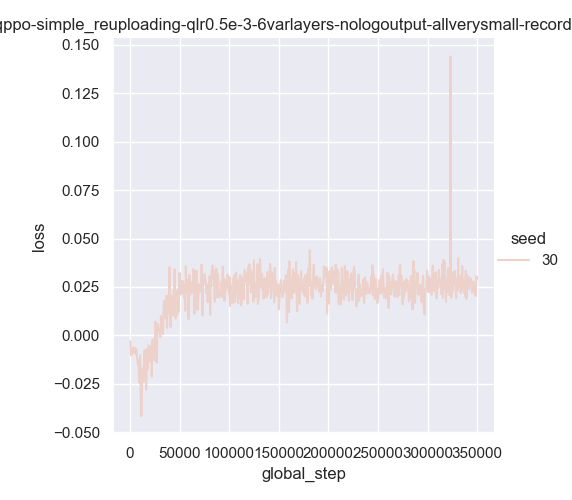 qppo-simple_reuploading-qlr0.5e-3-6varlayers-nologoutput-allverysmall-record
0.150
0.125
0.100
0.075
0.050
0.025
0.000
−0.025
−0.050
loss
seed
30
0 50000 100000 150000 200000 250000 300000 350000
global_step